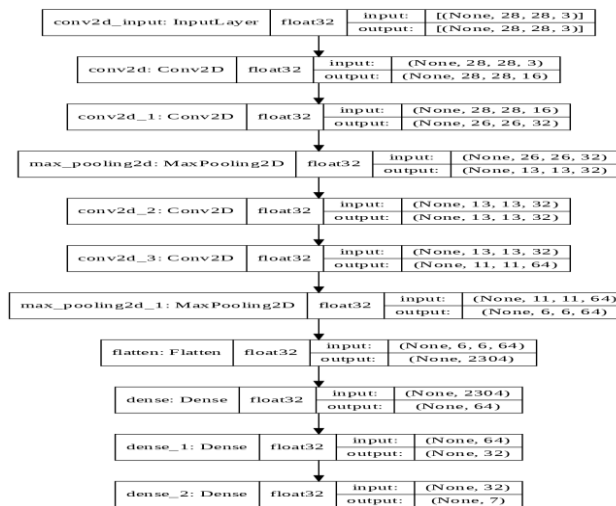 conv2d_input: InputLayer float32 input: [(None, 28, 28, 3)]
output: [(None, 28, 28, 3)]
conv2d: Conv2D float32 input: (None, 28, 28, 3)
output: (None, 28, 28, 16)
conv2d_1: Conv2D float32 input: (None, 28, 28, 16)
output: (None, 26, 26, 32)
max_pooling2d: MaxPooling2D float32 input: (None, 26, 26, 32)
output: (None, 13, 13, 32)
conv2d_2: Conv2D float32 input: (None, 13, 13, 32)
output: (None, 13, 13, 32)
conv2d_3: Conv2D float32 input: (None, 13, 13, 32)
output: (None, 11, 11, 64)
max_pooling2d_1: MaxPooling2D float32 input: (None, 11, 11, 64)
output: (None, 6, 6, 64)
flatten: Flatten float32 input: (None, 6, 6, 64)
output: (None, 2304)
dense: Dense float32 input: (None, 2304)
output: (None, 64)
dense_1: Dense float32 input: (None, 64)
output: (None, 32)
dense_2: Dense float32 input: (None, 32)
output: (None, 7)